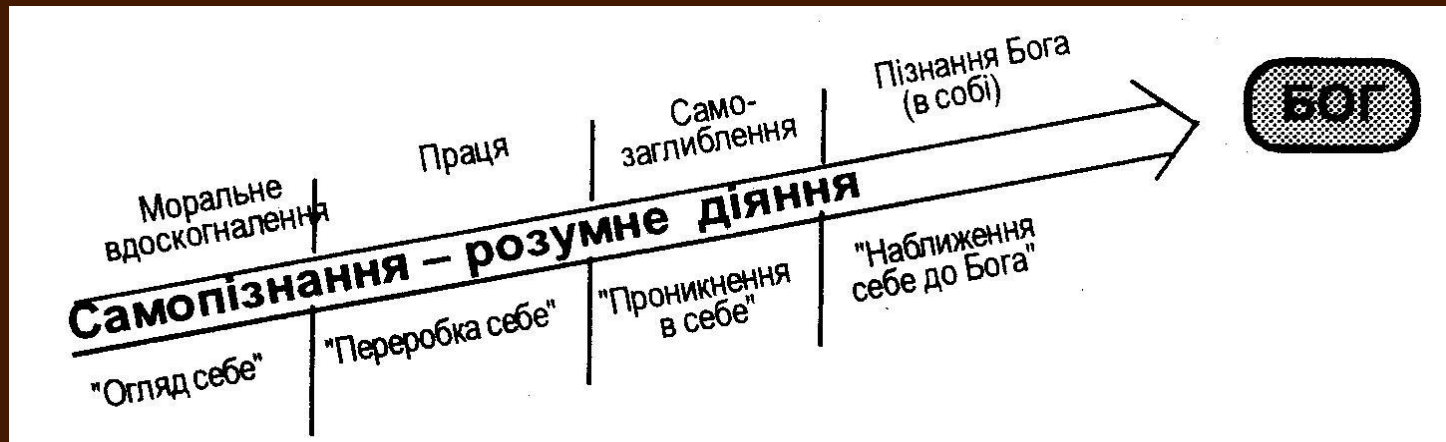 Моральне
вдоскогналення
Праця
Само-
заглиблення
Пізнання Бога
(в собі)
БОГ
Самопізнання – розумне діяння
"Огляд себе"
"Переробка себе"
"Проникнення
в себе"
"Наближення
себе до Бога"